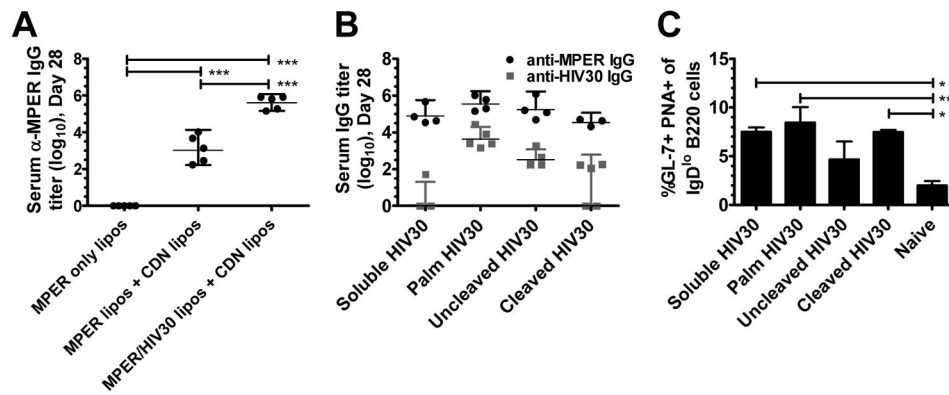 A
Serum α-MPER IgG
titer (log10), Day 28
8
6
4
2
0
***
***
***
MPER only lipos
MPER lipos + CDN lipos
MPER/HIV30 lipos + CDN lipos
B
Serum IgG titer
(log10), Day 28
8
6
4
2
0
anti-MPER IgG
anti-HIV30 IgG
Soluble HIV30
Palm HIV30
Uncleaved HIV30
Cleaved HIV30
C
%GL-7+ PNA+ of
IgDlo B220 cells
15
10
5
0
*
**
*
Soluble HIV30
Palm HIV30
Uncleaved HIV30
Cleaved HIV30
Naive